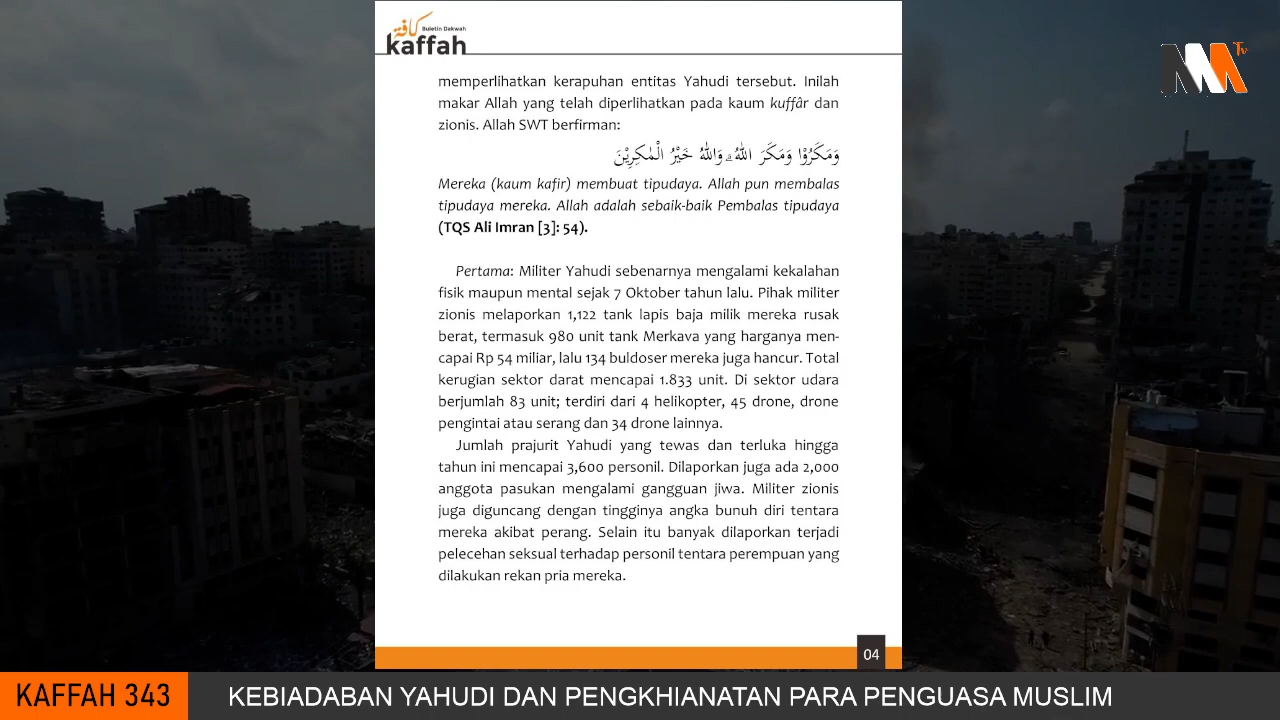 كافة
Buletin Dakwah
kaffah
Tv
memperlihatkan kerapuhan entitas Yahudi tersebut. Inilah
makar Allah yang telah diperlihatkan pada kaum kuffâr dan
zionis. Allah SWT berfirman:
وَمَكَرُوْا وَمَكَرَ اللّٰهُ ۗوَاللّٰهُ خَيْرُ الْمٰكِرِيْنَ
Mereka (kaum kafir) membuat tipudaya. Allah pun membalas
tipudaya mereka. Allah adalah sebaik-baik Pembalas tipudaya
(TQS Ali Imran [3]: 54).
Pertama: Militer Yahudi sebenarnya mengalami kekalahan
fisik maupun mental sejak 7 Oktober tahun lalu. Pihak militer
zionis melaporkan 1,122 tank lapis baja milik mereka rusak
berat, termasuk 980 unit tank Merkava yang harganya men-
capai Rp 54 miliar, lalu 134 buldoser mereka juga hancur. Total
kerugian sektor darat mencapai 1.833 unit. Di sektor udara
berjumlah 83 unit; terdiri dari 4 helikopter, 45 drone, drone
pengintai atau serang dan 34 drone lainnya.
Jumlah prajurit Yahudi yang tewas dan terluka hingga
tahun ini mencapai 3,600 personil. Dilaporkan juga ada 2,000
anggota pasukan mengalami gangguan jiwa. Militer zionis
juga diguncang dengan tingginya angka bunuh diri tentara
mereka akibat perang. Selain itu banyak dilaporkan terjadi
pelecehan seksual terhadap personil tentara perempuan yang
dilakukan rekan pria mereka.
04
KAFFAH 343
KEBIADABAN YAHUDI DAN PENGKHIANATAN PARA PENGUASA MUSLIM